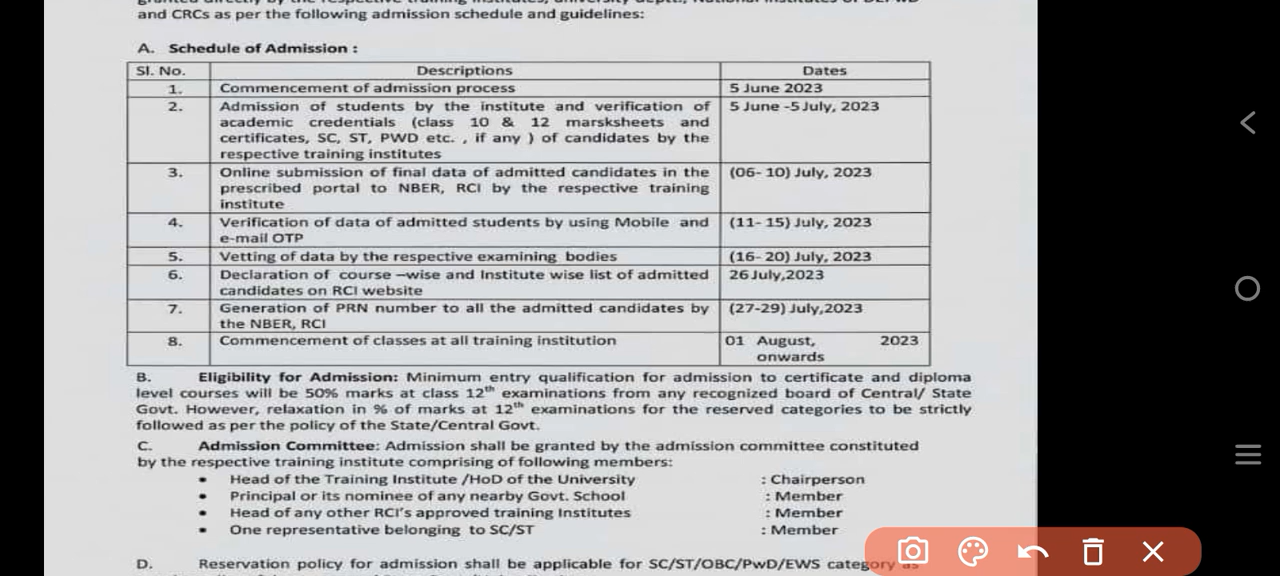 and CRCs as per the following admission schedule and guidelines:
A. Schedule of Admission :
Sl. No. Descriptions Dates
1. Commencement of admission process 5 June 2023
2. Admission of students by the institute and verification of 5 June -5 July, 2023
academic credentials (class 10 & 12 marsksheets and
certificates, SC, ST, PWD etc. , if any ) of candidates by the
respective training institutes
3. Online submission of final data of admitted candidates in the (06- 10) July, 2023
prescribed portal to NBER, RCI by the respective training
institute
4. Verification of data of admitted students by using Mobile and (11- 15) July, 2023
e-mail OTP
5. Vetting of data by the respective examining bodies (16- 20) July, 2023
6. Declaration of course –wise and Institute wise list of admitted 26 July,2023
candidates on RCI website
7. Generation of PRN number to all the admitted candidates by (27-29) July,2023
the NBER, RCI
8. Commencement of classes at all training institution 01 August, 2023
onwards
B. Eligibility for Admission: Minimum entry qualification for admission to certificate and diploma
level courses will be 50% marks at class 12th examinations from any recognized board of Central/ State
Govt. However, relaxation in % of marks at 12th examinations for the reserved categories to be strictly
followed as per the policy of the State/Central Govt.
C. Admission Committee: Admission shall be granted by the admission committee constituted
by the respective training institute comprising of following members:
• Head of the Training Institute /HoD of the University : Chairperson
• Principal or its nominee of any nearby Govt. School : Member
• Head of any other RCI's approved training Institutes : Member
• One representative belonging to SC/ST : Member
D. Reservation policy for admission shall be applicable for SC/ST/OBC/PwD/EWS category as